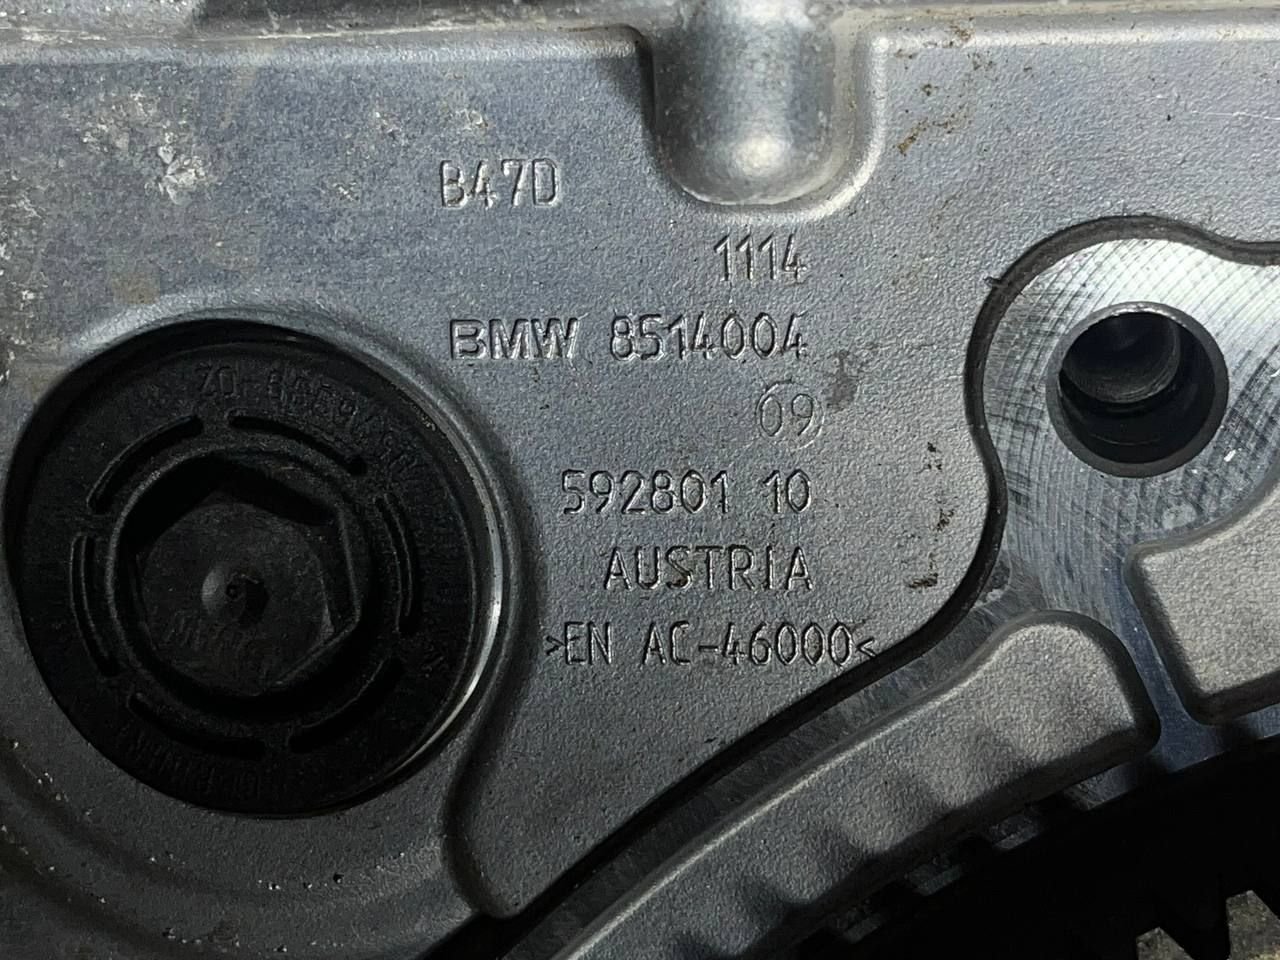 B47D
1114
BMW 8514004
09
592801 10
AUSTRIA
>EN AC-46000<